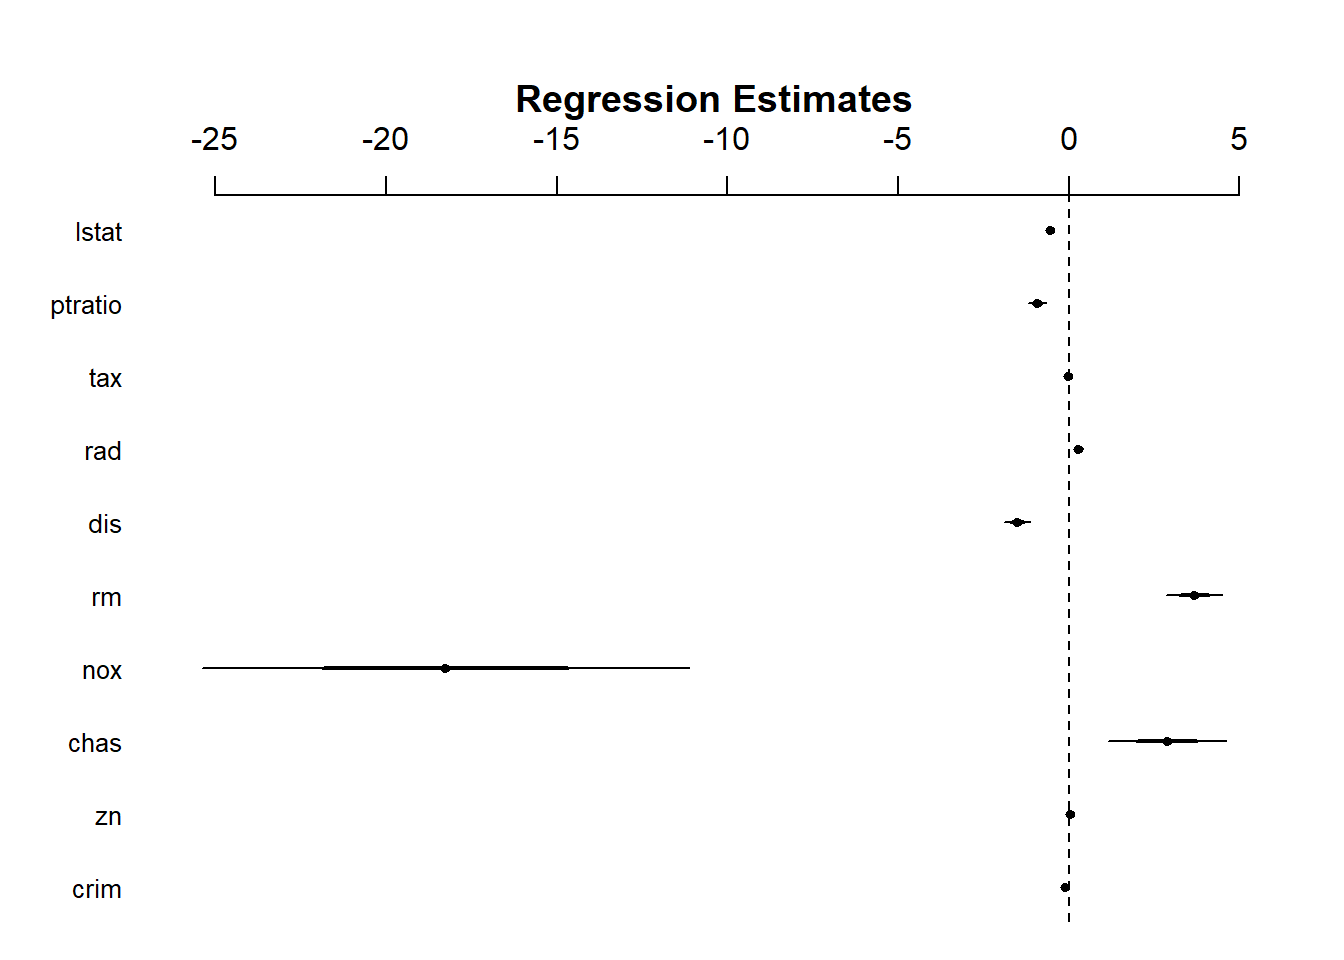 Regression Estimates
-25 -20 -15 -10 -5 0 5
lstat
ptratio
tax
rad
dis
rm
nox
chas
zn
crim